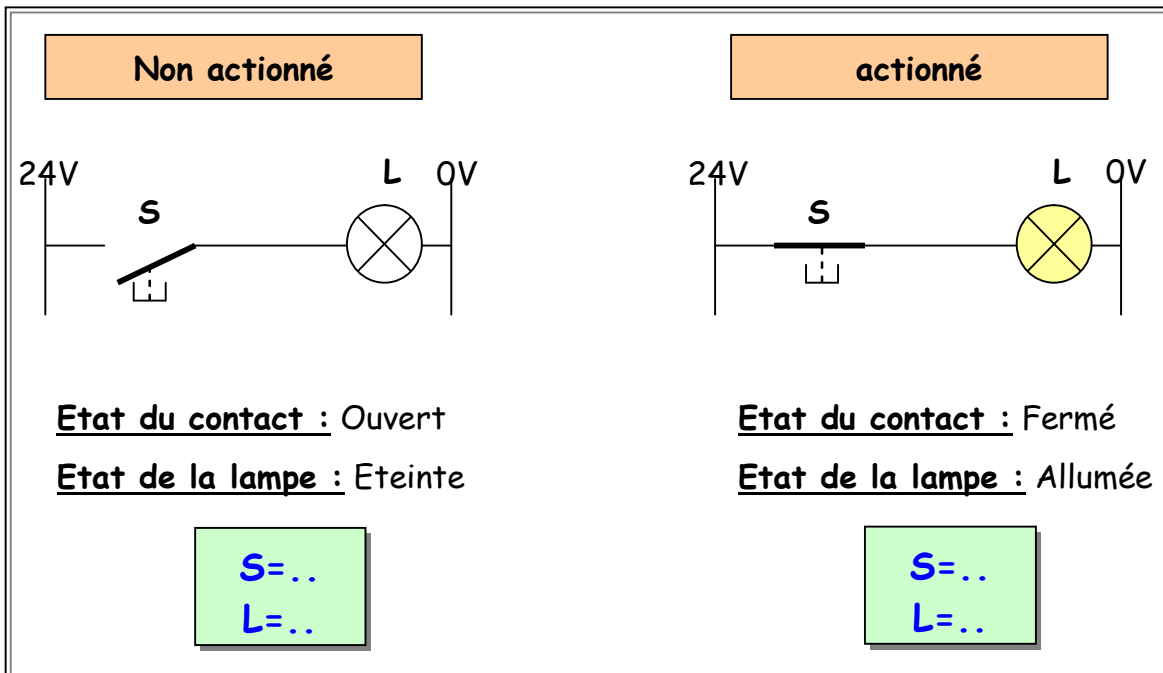 Non actionné
actionné
24V
S
L
0V
24V
S
L
0V
Etat du contact : Ouvert
Etat de la lampe : Eteinte
Etat du contact : Fermé
Etat de la lampe : Allumée
S=..
L=..
S=..
L=..